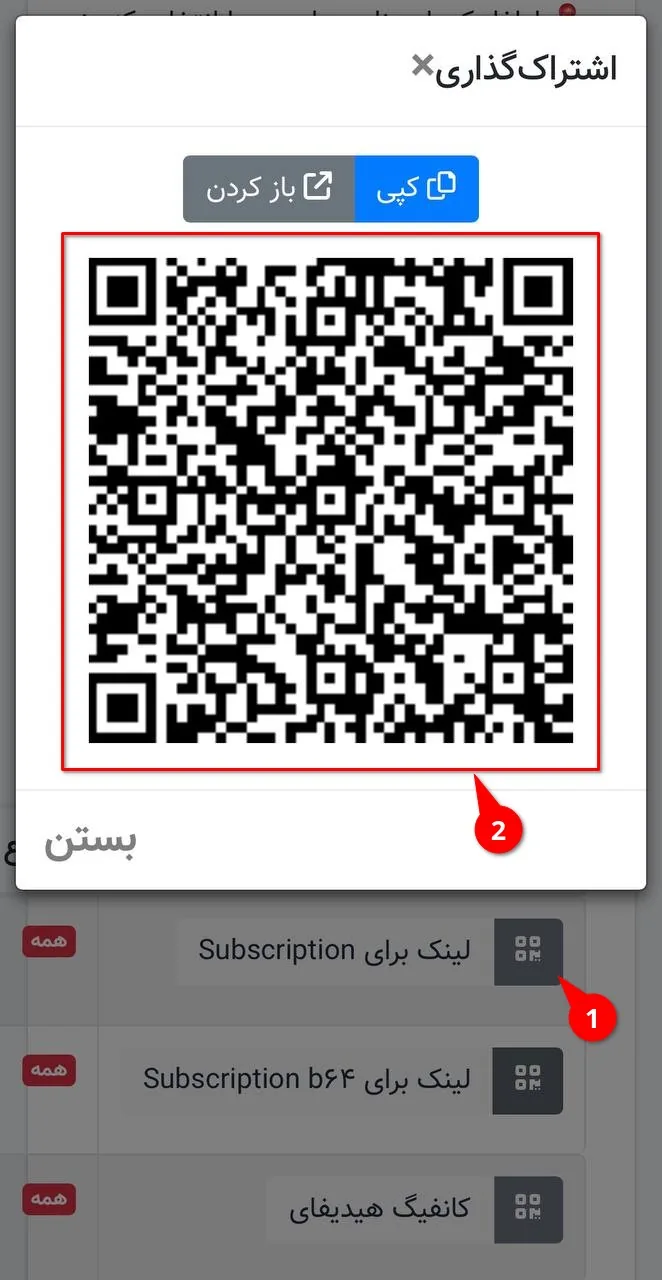 اشتراک‌گذاری×
کپی
باز کردن
2
بستن
لینک برای Subscription
همه
1
لینک برای Subscription b۶۴
همه
کانفیگ هیدیفای
همه